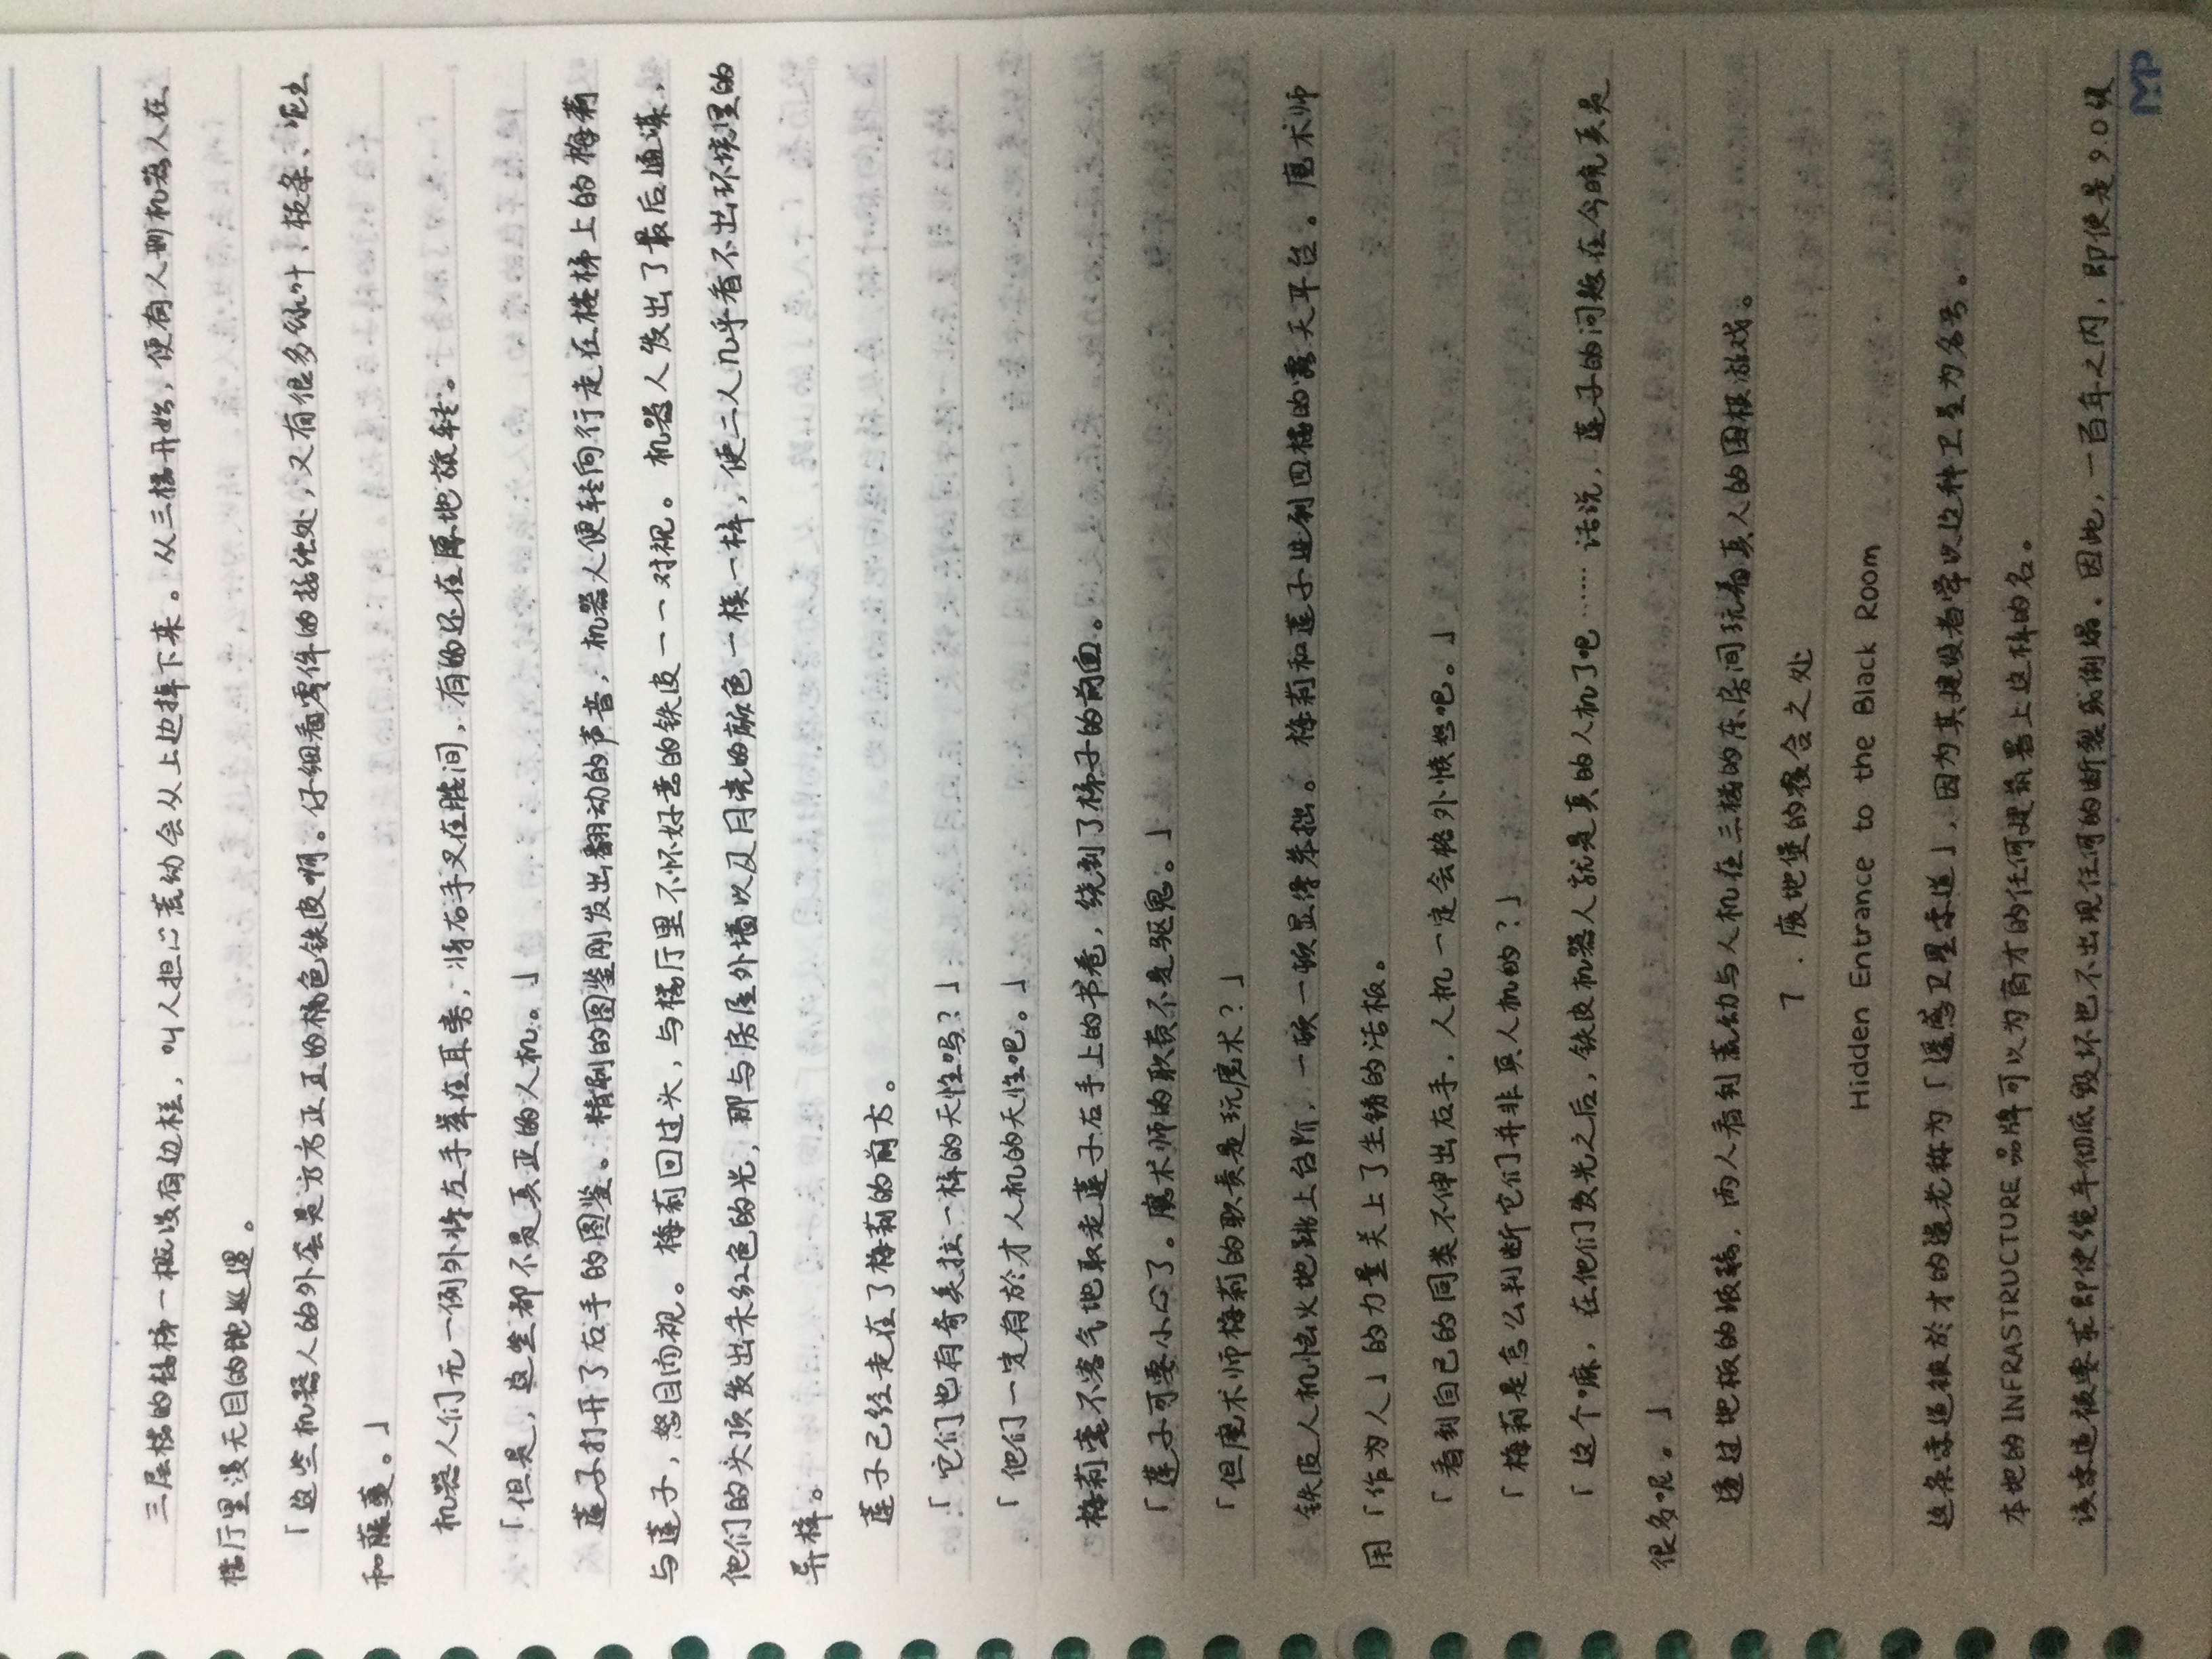 三层楼的楼梯一概没有边栏，叫人担心荒动会从上边掉下来。从三楼开始，便有人形机器人在
楼厅里漫无目的地巡逻。
「这些机器人的外套是方方正正的橘色铁皮啊。仔细看零件的接缝处，又有很多绿叶、枝条、泥土
和藤蔓。」
机器人们无一例外将左手举在耳旁，将右手叉在腰间，有的还在原地旋转。
「但是，这些都不是真正的人机。」
莲子打开了右手的图鉴。精刷的图鉴刚发出翻动的声音，机器人便转向行走在楼梯上的梅莉
与莲子，怒目而视。梅莉回过头，与楼厅里不怀好意的铁皮一一对视。机器人发出了最后通谍，
他们的头顶发出朱红色的光，那与房屋外墙以及月亮的颜色一模一样，使二人几乎看不出环境里的
异样。
莲子已经走在了梅莉的前方。
「它们也有奇美拉一样的天性吗？」
「他们一定有於才人机的天性吧。」
梅莉毫不客气地取走莲子右手上的书卷，绕到了梯子的前面。
「莲子可要小心了。魔术师的职责不是驱鬼。」
「但魔术师梅莉的职责是玩魔术？」
铁皮人机恼火地跳上台阶，一顿一顿显得笨拙。梅莉和莲子进到四楼的露天平台。魔术师
用「作为人」的力量关上了生锈的活板。
「看到自己的同类不伸出右手，人机一定会格外愤怒吧。」
「梅莉是怎么判断它们并非真人机的？」
「这个嘛，在他们发光之后，铁皮机器人就是真的人机了吧……话说，莲子的问题在今晚真是
很多呢。」
透过地板的玻璃，两人看到荒动与人机在三楼的东房间玩着真人的围棋游戏。
7．废地堡的覆合之处
Hidden Entrance to the Black Room
这条索道被於才的遗老称为「遥感卫星索道」，因为其建设者常以这种卫星为名号。
本地的INFRASTRUCTURE品牌可以为育才的任何建筑署上这样的名。
该索道被要求即使缆车彻底毁坏也不出现任何的断裂或倒塌。因此，一百年之内，即便是9.0级
MP